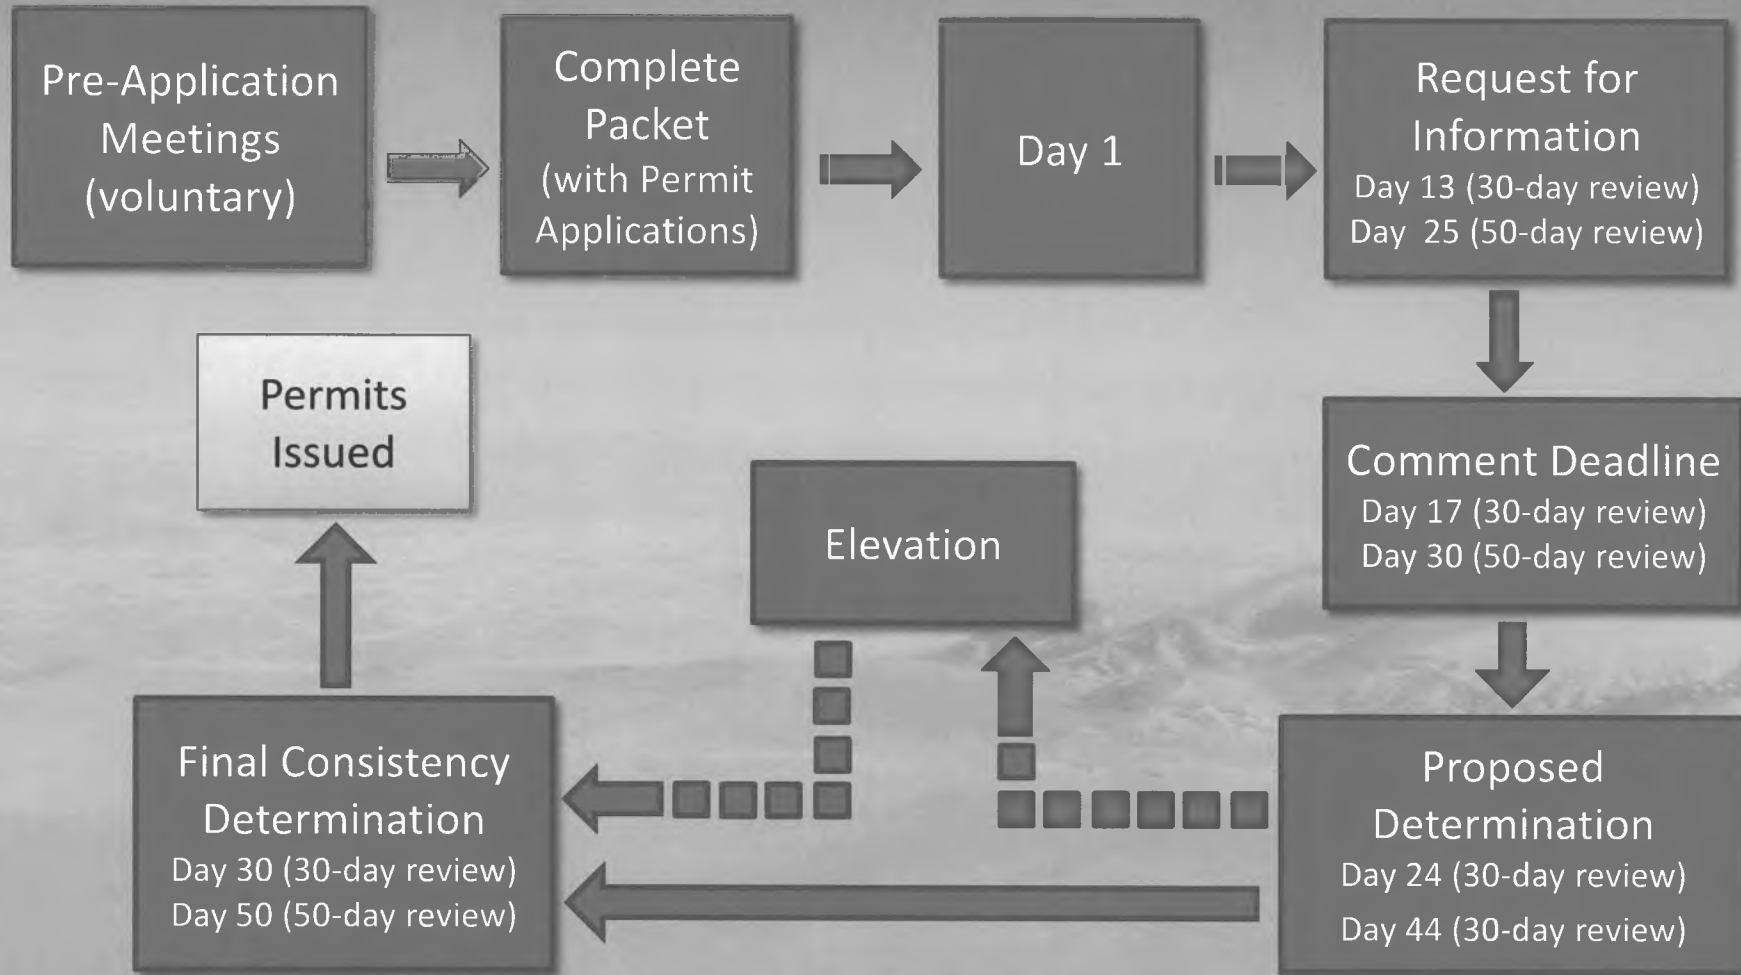 Pre-Application
Meetings
(voluntary)
Complete
Packet
(with Permit
Applications)
Day 1
Request for
Information
Day 13 (30-day review)
Day 25 (50-day review)
Comment Deadline
Day 17 (30-day review)
Day 30 (50-day review)
Proposed
Determination
Day 24 (30-day review)
Day 44 (30-day review)
Elevation
Final Consistency
Determination
Day 30 (30-day review)
Day 50 (50-day review)
Permits
Issued